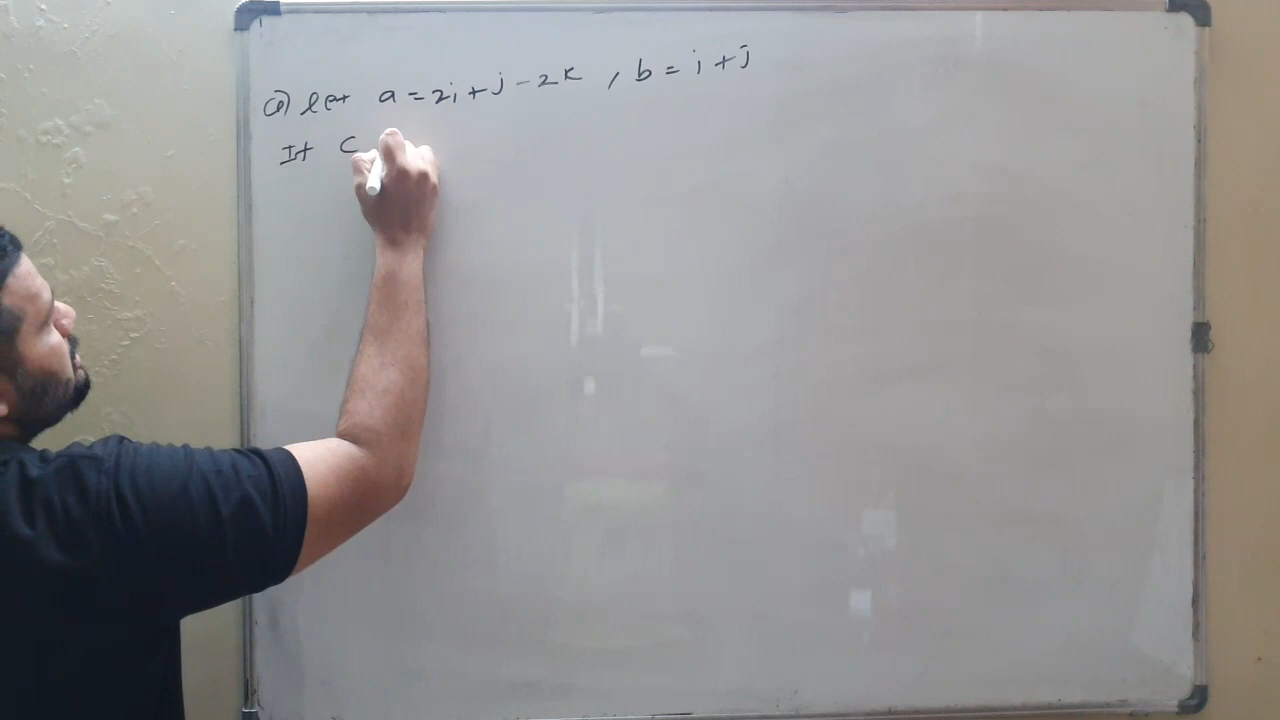 Q) let a = 2i + j - 2k , b = i + j
If c